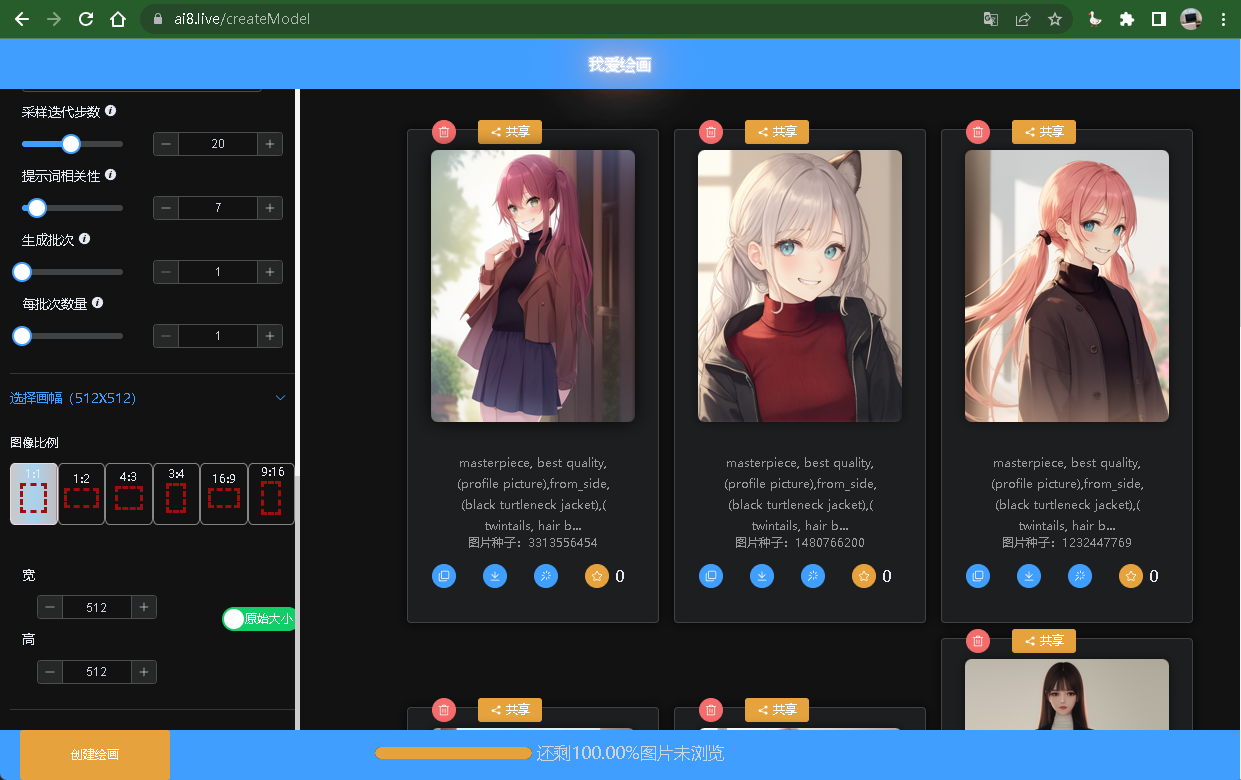 ai8.live/createModel
我爱绘画
采样迭代步数
20
提示词相关性
7
生成批次
1
每批次数量
1
选择画幅（512X512）
图像比例
1:1 1:2 4:3 3:4 16:9 9:16
宽
512
原始大小
高
512
创建绘画
共享
masterpiece, best quality,
(profile picture),from_side,
(black turtleneck jacket),(
twintails, hair b...
图片种子：3313556454
0
共享
masterpiece, best quality,
(profile picture),from_side,
(black turtleneck jacket),(
twintails, hair b...
图片种子：1480766200
0
共享
masterpiece, best quality,
(profile picture),from_side,
(black turtleneck jacket),(
twintails, hair b...
图片种子：1232447769
0
共享
共享
共享
还剩100.00%图片未浏览